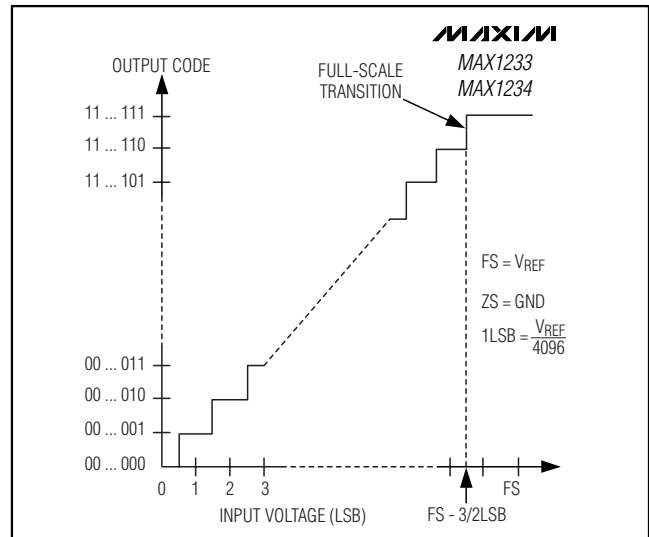 MAXIM
MAX1233
MAX1234
OUTPUT CODE
FULL-SCALE
TRANSITION
11 ... 111
11 ... 110
11 ... 101
FS = VREF
ZS = GND
1LSB = VREF
4096
00 ... 011
00 ... 010
00 ... 001
00 ... 000
0 1 2 3 FS
INPUT VOLTAGE (LSB)
FS - 3/2LSB